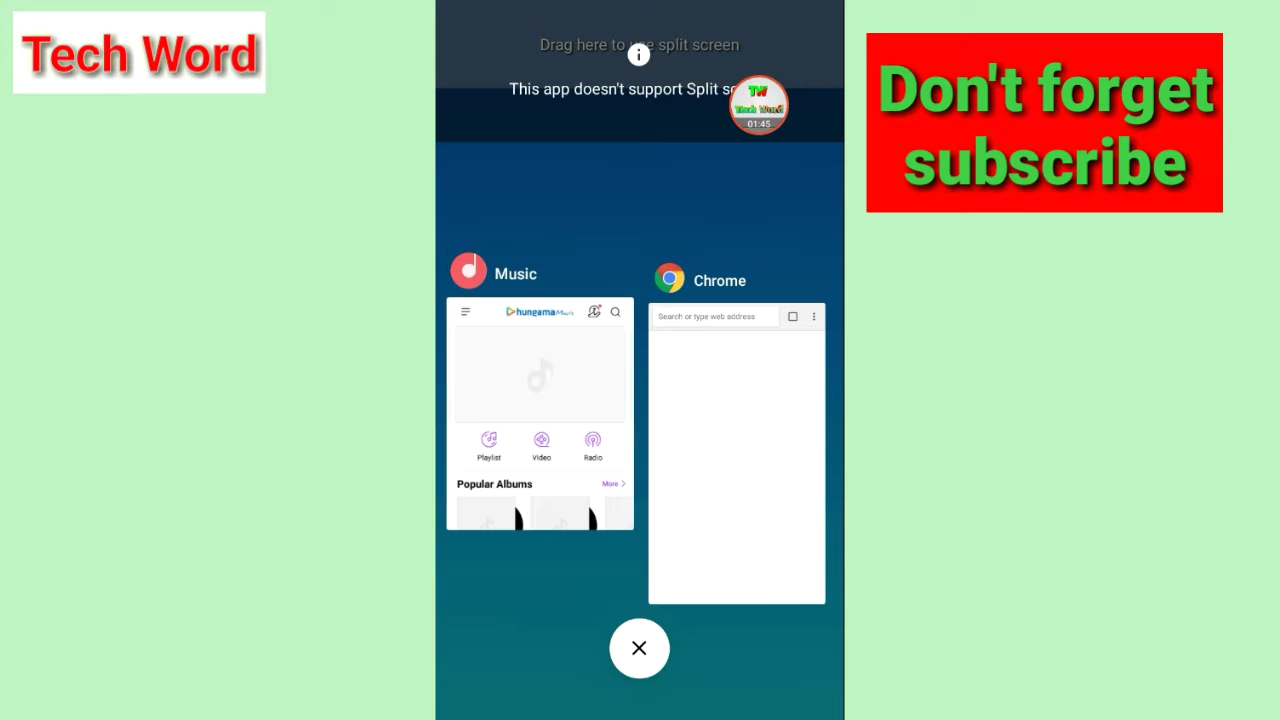 Tech Word
Drag here to use split screen
This app doesn't support Split
TW
Tech Word
01:45
Don't forget
subscribe
Music
Chrome
hungama Music
Search or type web address
Playlist
Video
Radio
Popular Albums
More